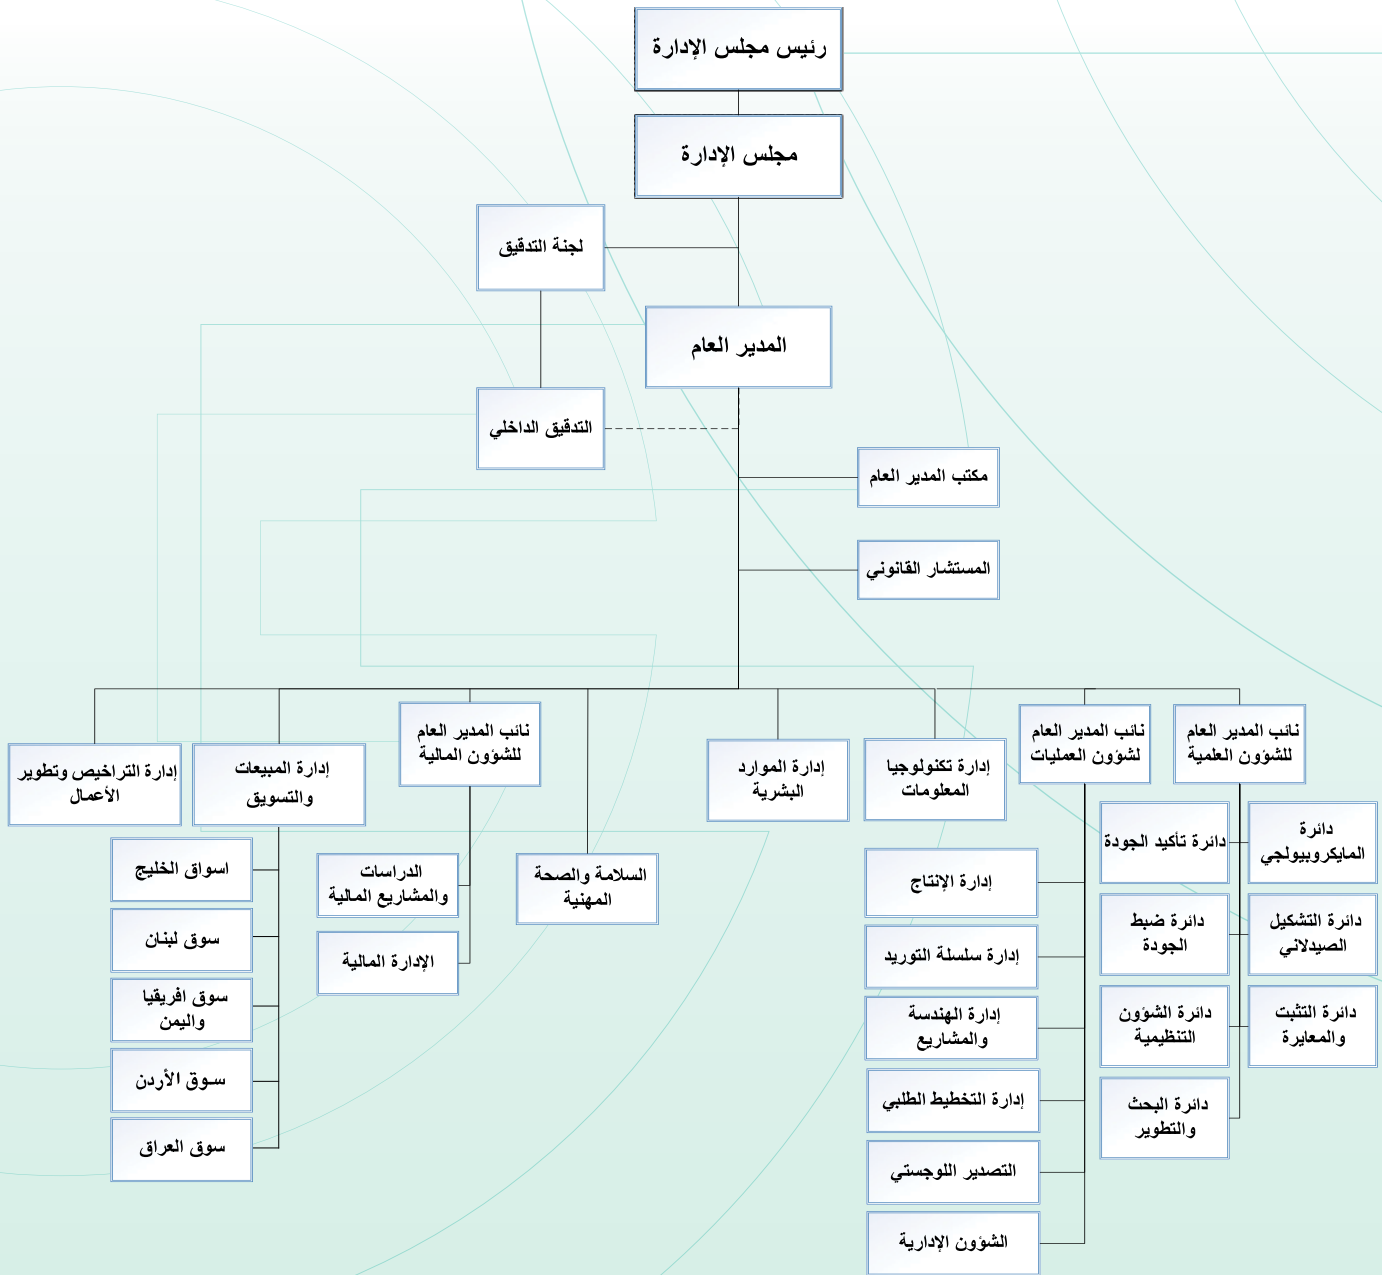 رئيس مجلس الإدارة
مجلس الإدارة
لجنة التدقيق
المدير العام
التدقيق الداخلي
مكتب المدير العام
المستشار القانوني
نائب المدير العام
للشؤون العلمية
دائرة
المايكروبيولجي
دائرة تأكيد الجودة
دائرة التشكيل
الصيدلاني
دائرة ضبط
الجودة
دائرة التثبت
والمعايرة
دائرة الشؤون
التنظيمية
دائرة البحث
والتطوير
نائب المدير العام
لشؤون العمليات
إدارة الإنتاج
إدارة سلسلة التوريد
إدارة الهندسة
والمشاريع
إدارة التخطيط الطلبي
التصدير اللوجستي
الشؤون الإدارية
إدارة تكنولوجيا
المعلومات
إدارة الموارد
البشرية
السلامة والصحة
المهنية
نائب المدير العام
للشؤون المالية
الدراسات
والمشاريع المالية
الإدارة المالية
إدارة المبيعات
والتسويق
اسواق الخليج
سوق لبنان
سوق افريقيا
واليمن
سـوق الأردن
سوق العراق
إدارة التراخيص وتطوير
الأعمال